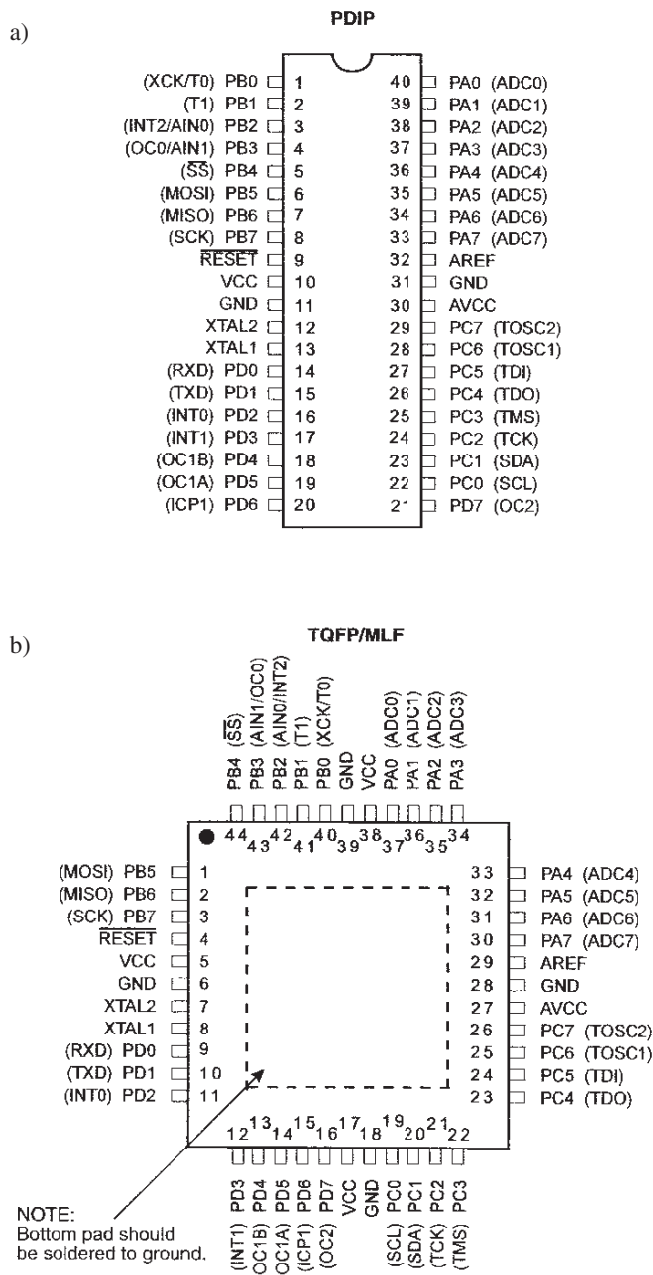 a)
PDIP
(XCK/T0) PB0 1 40 PA0 (ADC0)
(T1) PB1 2 39 PA1 (ADC1)
(INT2/AIN0) PB2 3 38 PA2 (ADC2)
(OC0/AIN1) PB3 4 37 PA3 (ADC3)
(S̅S̅) PB4 5 36 PA4 (ADC4)
(MOSI) PB5 6 35 PA5 (ADC5)
(MISO) PB6 7 34 PA6 (ADC6)
(SCK) PB7 8 33 PA7 (ADC7)
R̅E̅S̅E̅T̅ 9 32 AREF
VCC 10 31 GND
GND 11 30 AVCC
XTAL2 12 29 PC7 (TOSC2)
XTAL1 13 28 PC6 (TOSC1)
(RXD) PD0 14 27 PC5 (TDI)
(TXD) PD1 15 26 PC4 (TDO)
(INT0) PD2 16 25 PC3 (TMS)
(INT1) PD3 17 24 PC2 (TCK)
(OC1B) PD4 18 23 PC1 (SDA)
(OC1A) PD5 19 22 PC0 (SCL)
(ICP1) PD6 20 21 PD7 (OC2)
b)
TQFP/MLF
PB4 (S̅S̅)
PB3 (AIN1/OC0)
PB2 (AIN0/INT2)
PB1 (T1)
PB0 (XCK/T0)
GND
VCC
PA0 (ADC0)
PA1 (ADC1)
PA2 (ADC2)
PA3 (ADC3)
44 43 42 41 40 39 38 37 36 35 34
(MOSI) PB5 1 33 PA4 (ADC4)
(MISO) PB6 2 32 PA5 (ADC5)
(SCK) PB7 3 31 PA6 (ADC6)
R̅E̅S̅E̅T̅ 4 30 PA7 (ADC7)
VCC 5 29 AREF
GND 6 28 GND
XTAL2 7 27 AVCC
XTAL1 8 26 PC7 (TOSC2)
(RXD) PD0 9 25 PC6 (TOSC1)
(TXD) PD1 10 24 PC5 (TDI)
(INT0) PD2 11 23 PC4 (TDO)
12 13 14 15 16 17 18 19 20 21 22
(INT1) PD3
OC1B) PD4
OC1A) PD5
(ICP1) PD6
(OC2) PD7
VCC
GND
(SCL) PC0
(SDA) PC1
(TCK) PC2
(TMS) PC3
NOTE:
Bottom pad should
be soldered to ground.